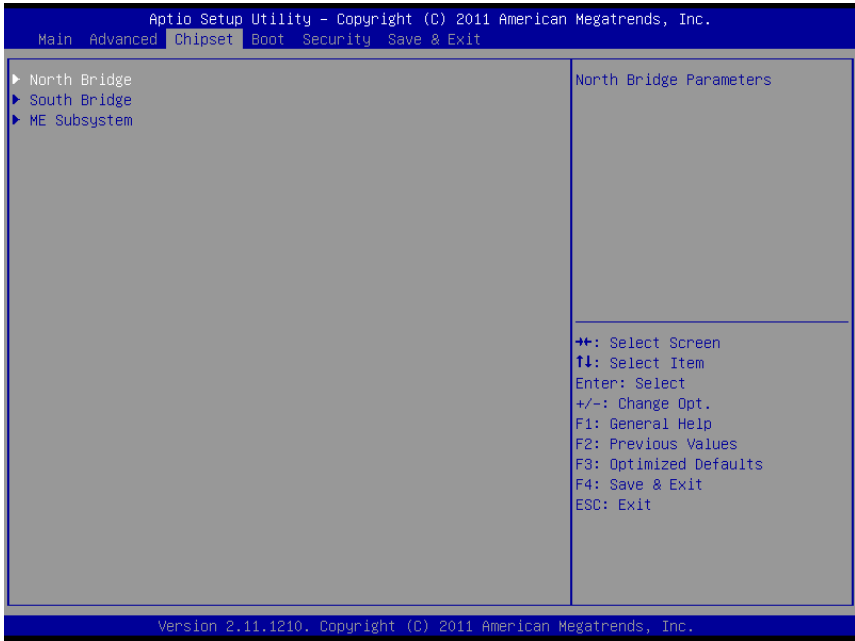 Aptio Setup Utility – Copyright (C) 2011 American Megatrends, Inc.
Main Advanced Chipset Boot Security Save & Exit
► North Bridge
► South Bridge
► ME Subsystem
North Bridge Parameters
→←: Select Screen
↑↓: Select Item
Enter: Select
+/-: Change Opt.
F1: General Help
F2: Previous Values
F3: Optimized Defaults
F4: Save & Exit
ESC: Exit
Version 2.11.1210. Copyright (C) 2011 American Megatrends, Inc.